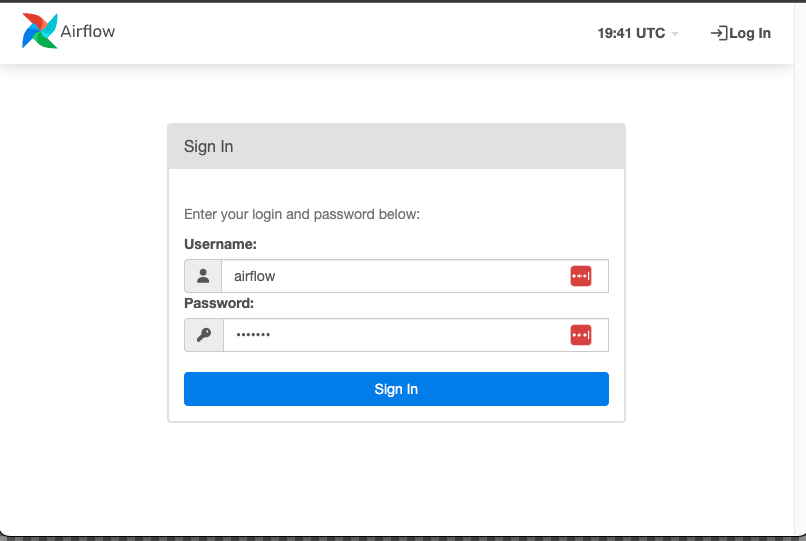 Airflow
19:41 UTC
Log In
Sign In
Enter your login and password below:
Username:
airflow
Password:
•••••••
Sign In